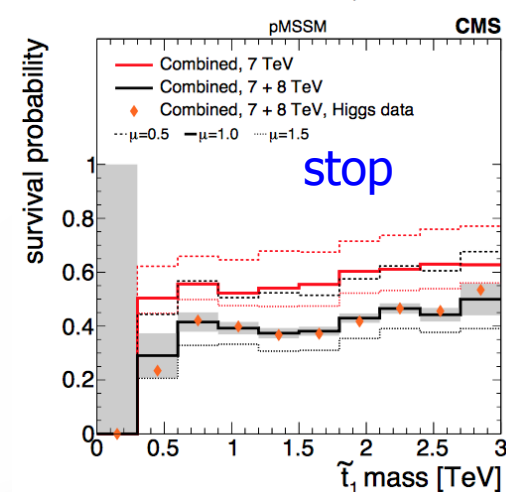 pMSSM CMS
Combined, 7 TeV
Combined, 7 + 8 TeV
Combined, 7 + 8 TeV, Higgs data
μ=0.5 μ=1.0 μ=1.5
stop
survival probability
1
0.8
0.6
0.4
0.2
0
0 0.5 1 1.5 2 2.5 3
t̃₁ mass [TeV]